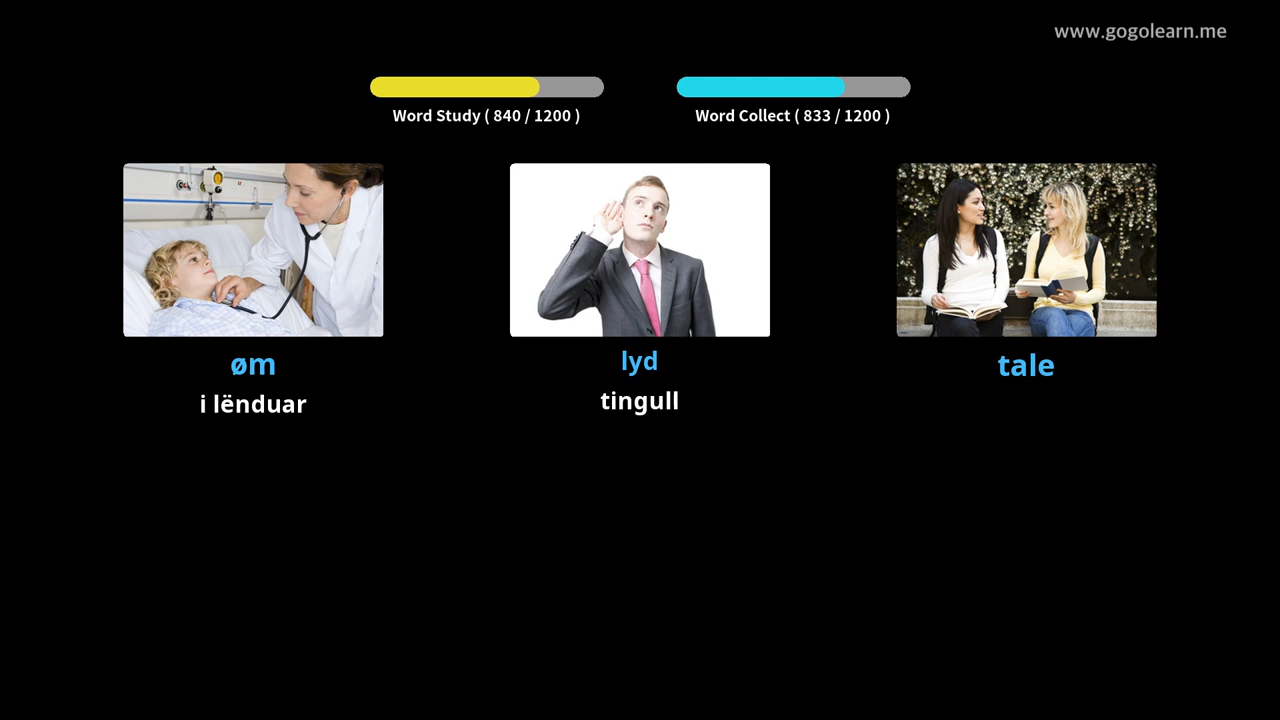 www.gogolearn.me
Word Study ( 840 / 1200 )
Word Collect ( 833 / 1200 )
øm
i lënduar
lyd
tingull
tale